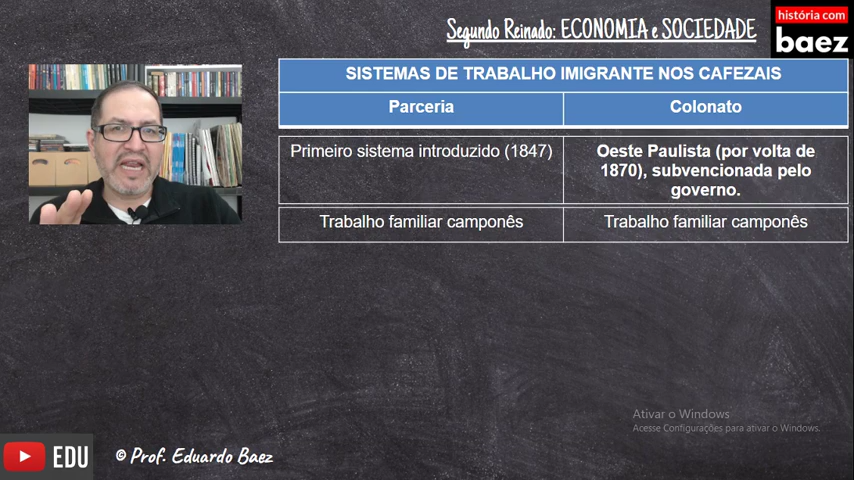 Segundo Reinado: ECONOMIA e SOCIEDADE
história com
baez
SISTEMAS DE TRABALHO IMIGRANTE NOS CAFEZAIS
Parceria
Colonato
Primeiro sistema introduzido (1847)
Oeste Paulista (por volta de
1870), subvencionada pelo
governo.
Trabalho familiar camponês
Trabalho familiar camponês
Ativar o Windows
Acesse Configurações para ativar o Windows.
EDU
© Prof. Eduardo Baez